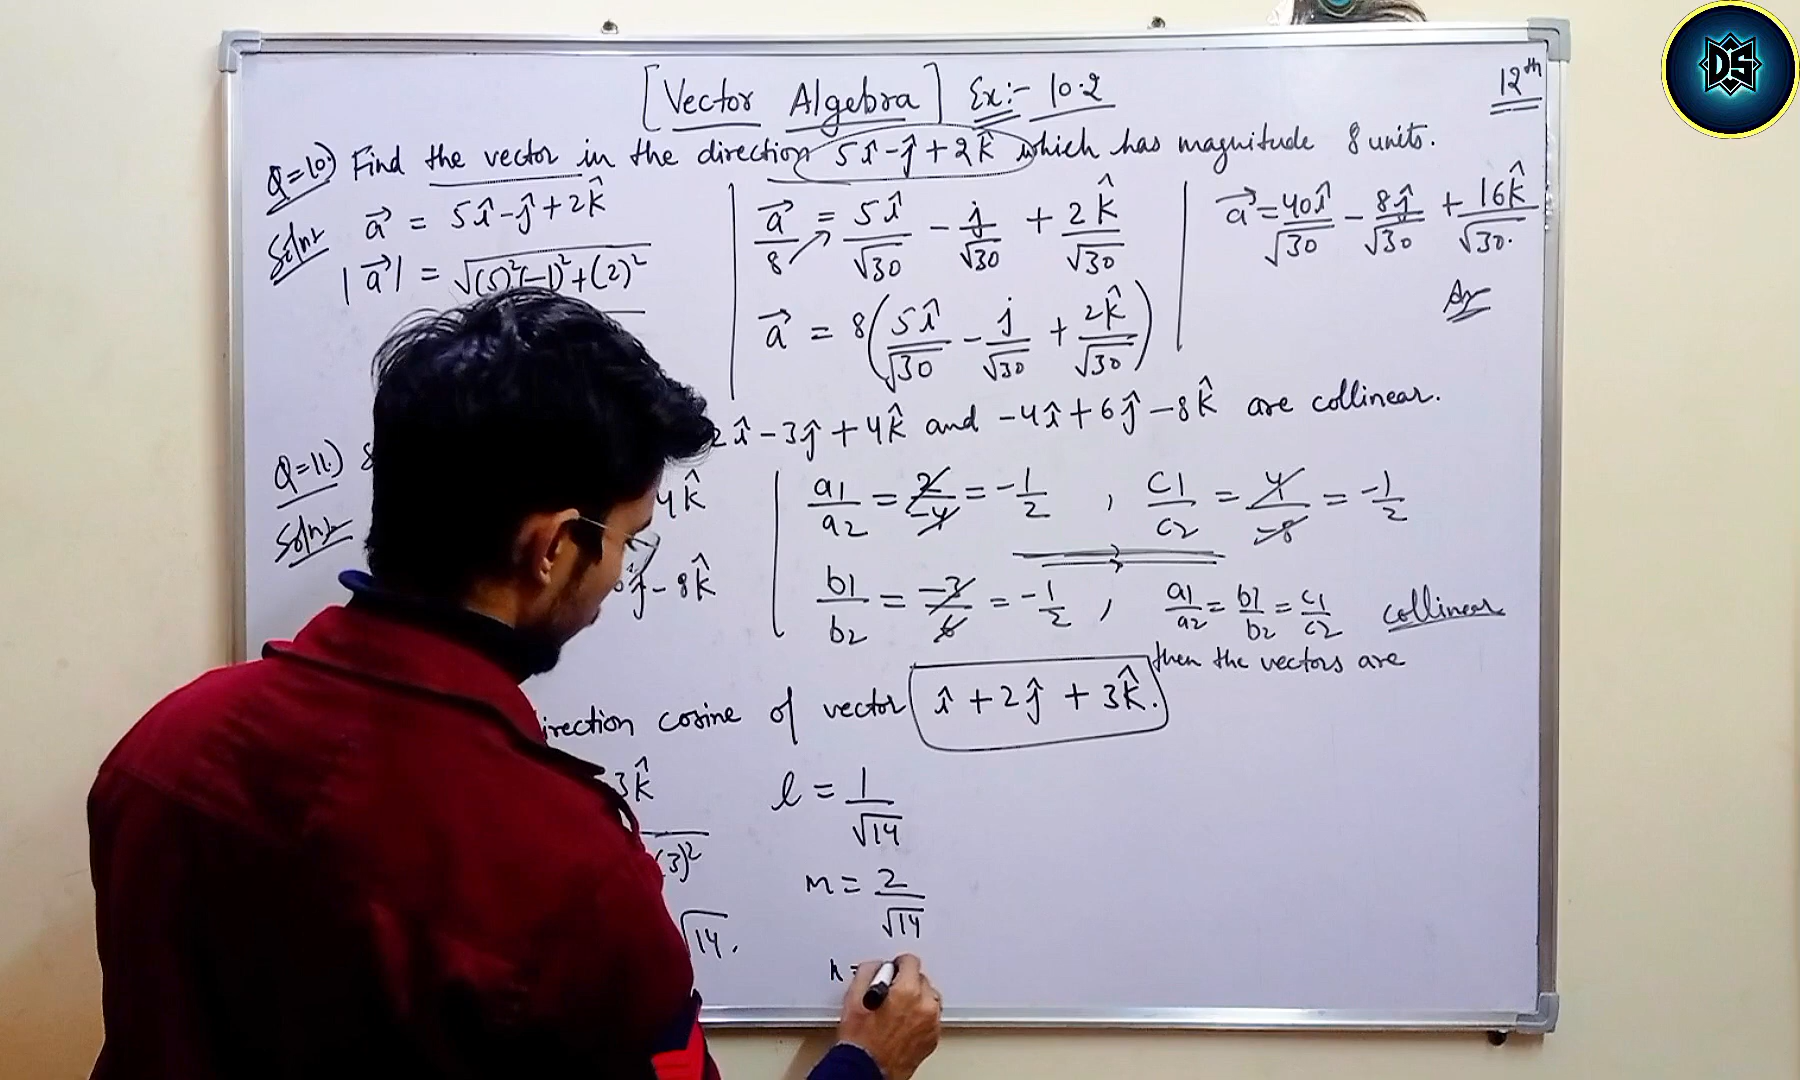 [Vector Algebra] Ex:- 10.2
12th
DS
Q=10.) Find the vector in the direction 5î-ĵ+2k̂ which has magnitude 8 units.
Soln
a⃗ = 5î-ĵ+2k̂
|a⃗| = √(5)²(-1)²+(2)²
a⃗/8 = 5î/√30 - j/√30 + 2k̂/√30
a⃗ = 8(5î/√30 - j/√30 + 2k̂/√30)
a⃗ = 40î/√30 - 8ĵ/√30 + 16k̂/√30.
Ans
Q=11.) 2î-3ĵ+4k̂ and -4î+6ĵ-8k̂ are collinear.
Soln
4k̂
ĵ-8k̂
a1/a2 = 2/-4 = -1/2 , c1/c2 = 4/-8 = -1/2
b1/b2 = -3/6 = -1/2 , a1/a2 = b1/b2 = c1/c2 collinear
then the vectors are
irection cosine of vector î+2ĵ+3k̂.
3k̂
(3)²
√14.
l = 1/√14
m = 2/√14
n =